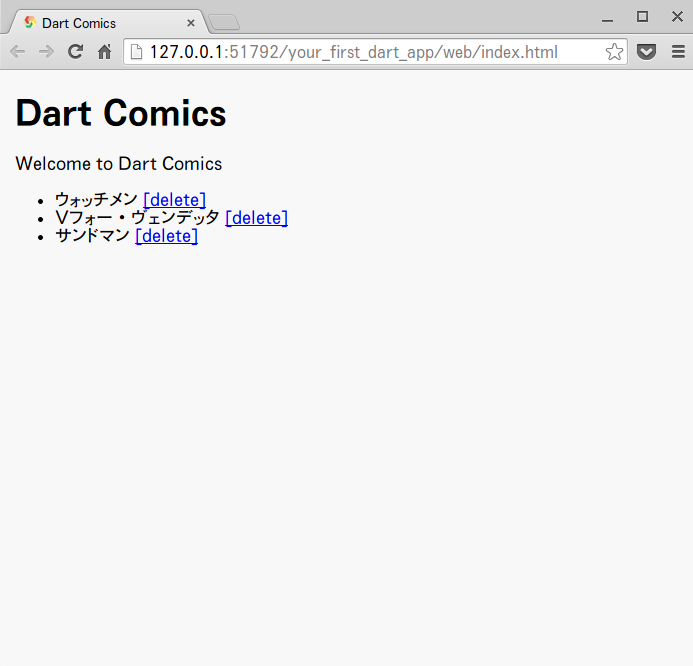 Dart Comics
127.0.0.1:51792/your_first_dart_app/web/index.html
Dart Comics
Welcome to Dart Comics
ウォッチメン [delete]
Vフォー・ヴェンデッタ [delete]
サンドマン [delete]